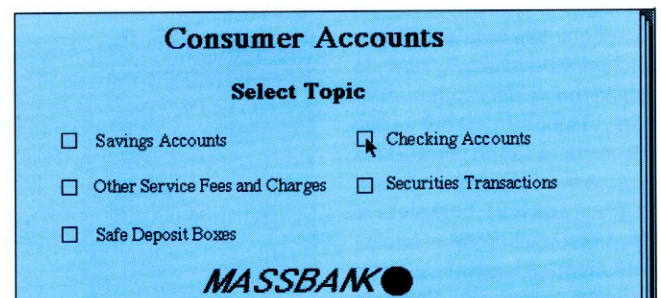 Consumer Accounts
Select Topic
Savings Accounts
Checking Accounts
Other Service Fees and Charges
Securities Transactions
Safe Deposit Boxes
MASSBANK